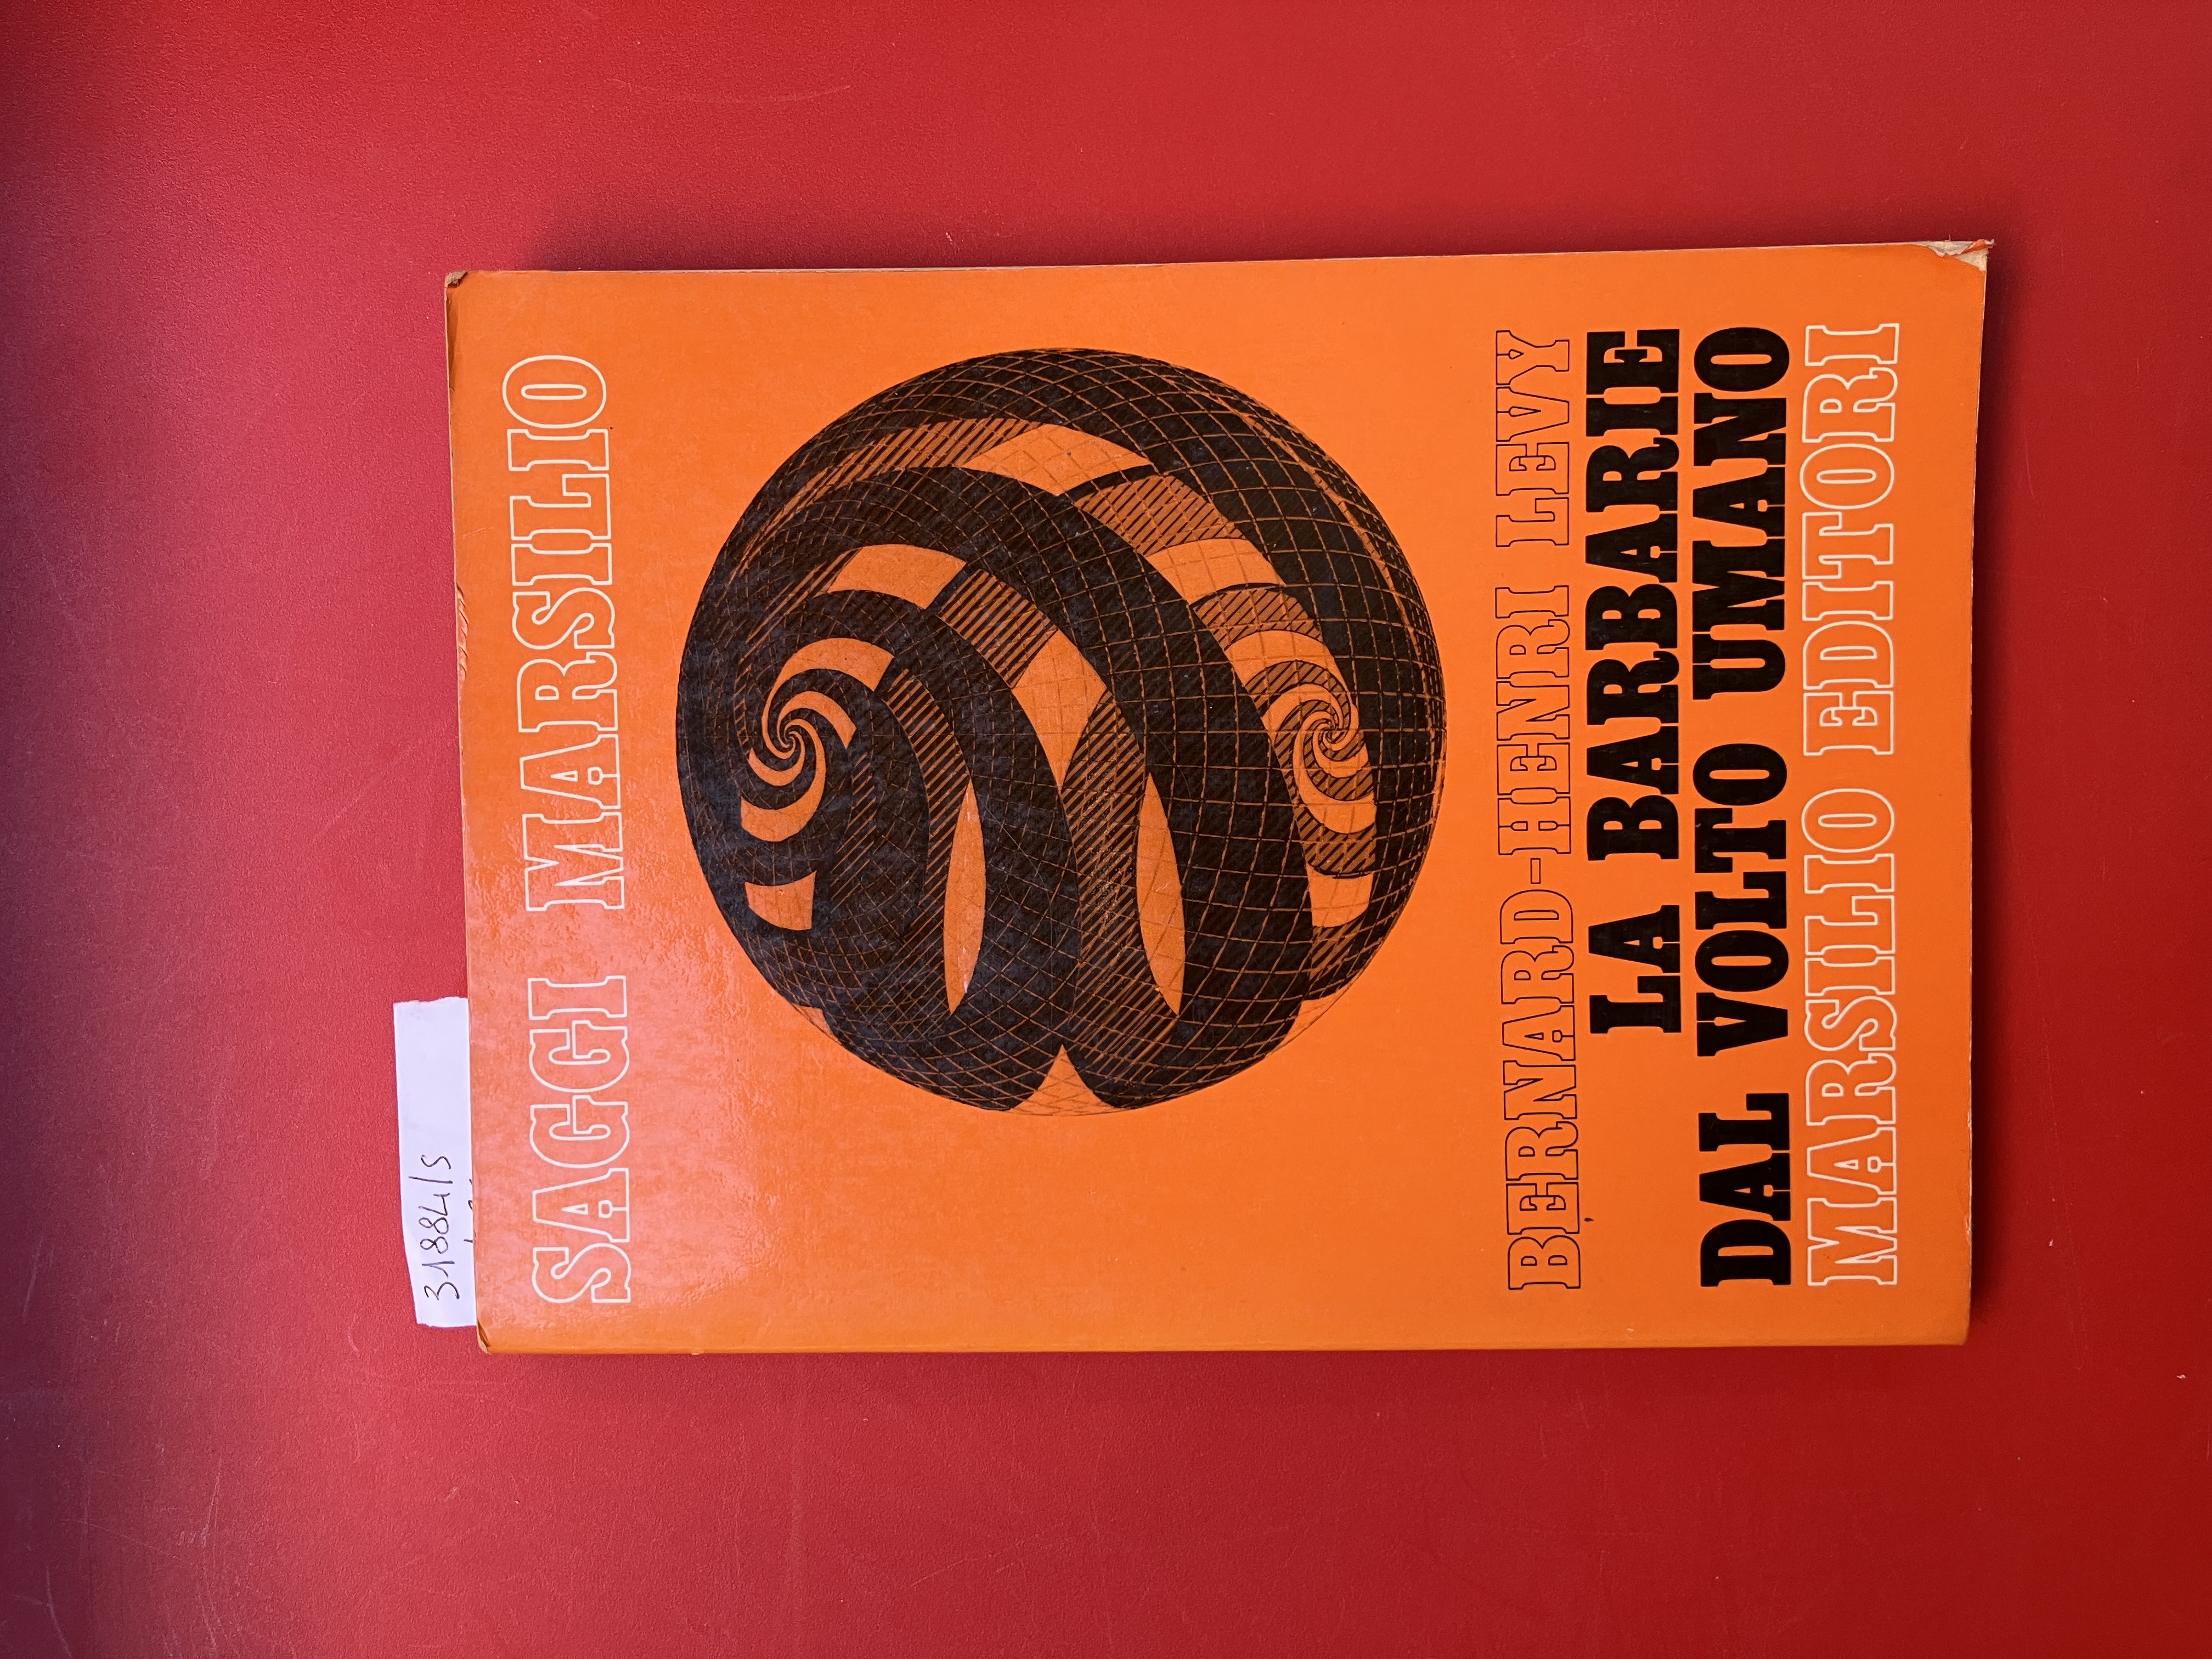 31884/S
SAGGI MARSILIO
BERNARD-HENRI LEVY
LA BARBARIE
DAL VOLTO UMANO
MARSILIO EDITORI